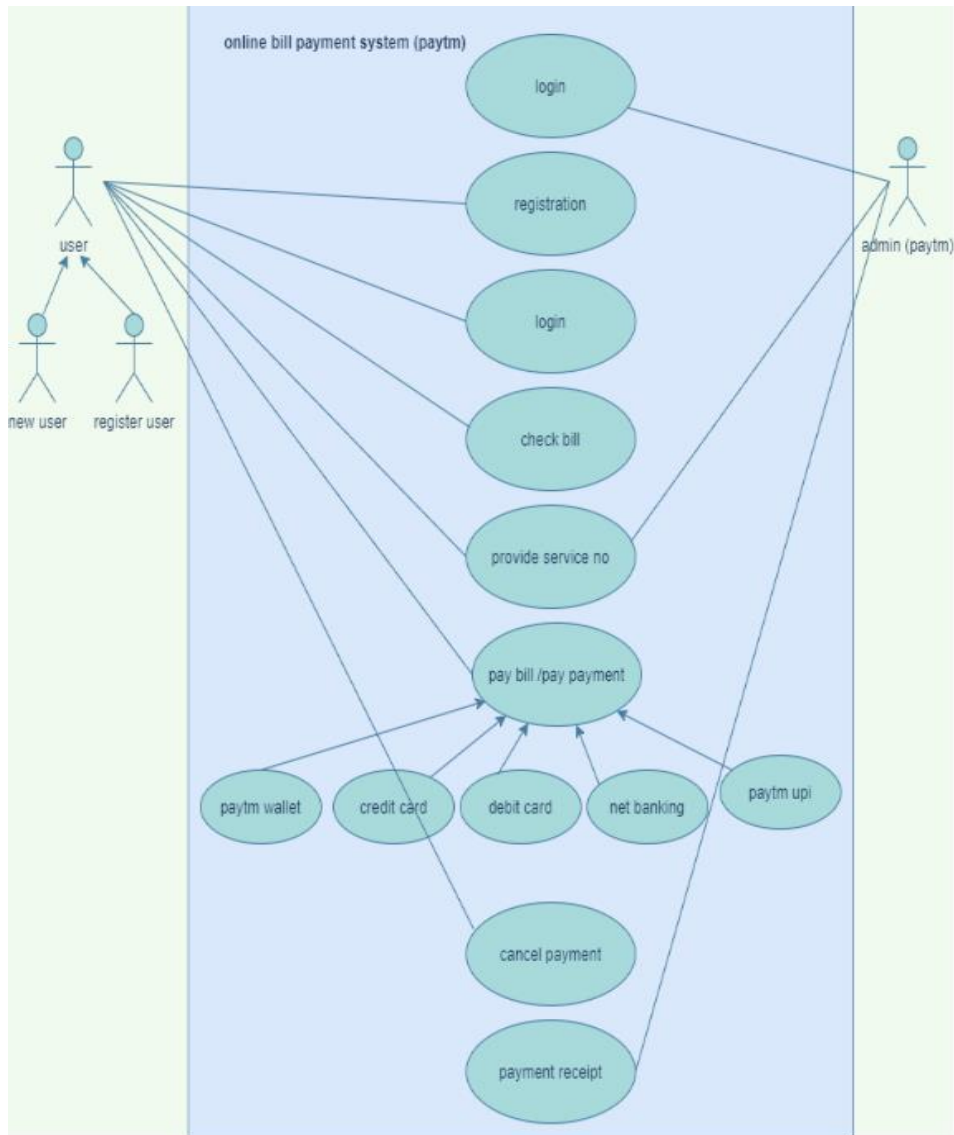 online bill payment system (paytm)
login
registration
user
admin (paytm)
login
new user
register user
check bill
provide service no
pay bill /pay payment
paytm wallet
credit card
debit card
net banking
paytm upi
cancel payment
payment receipt